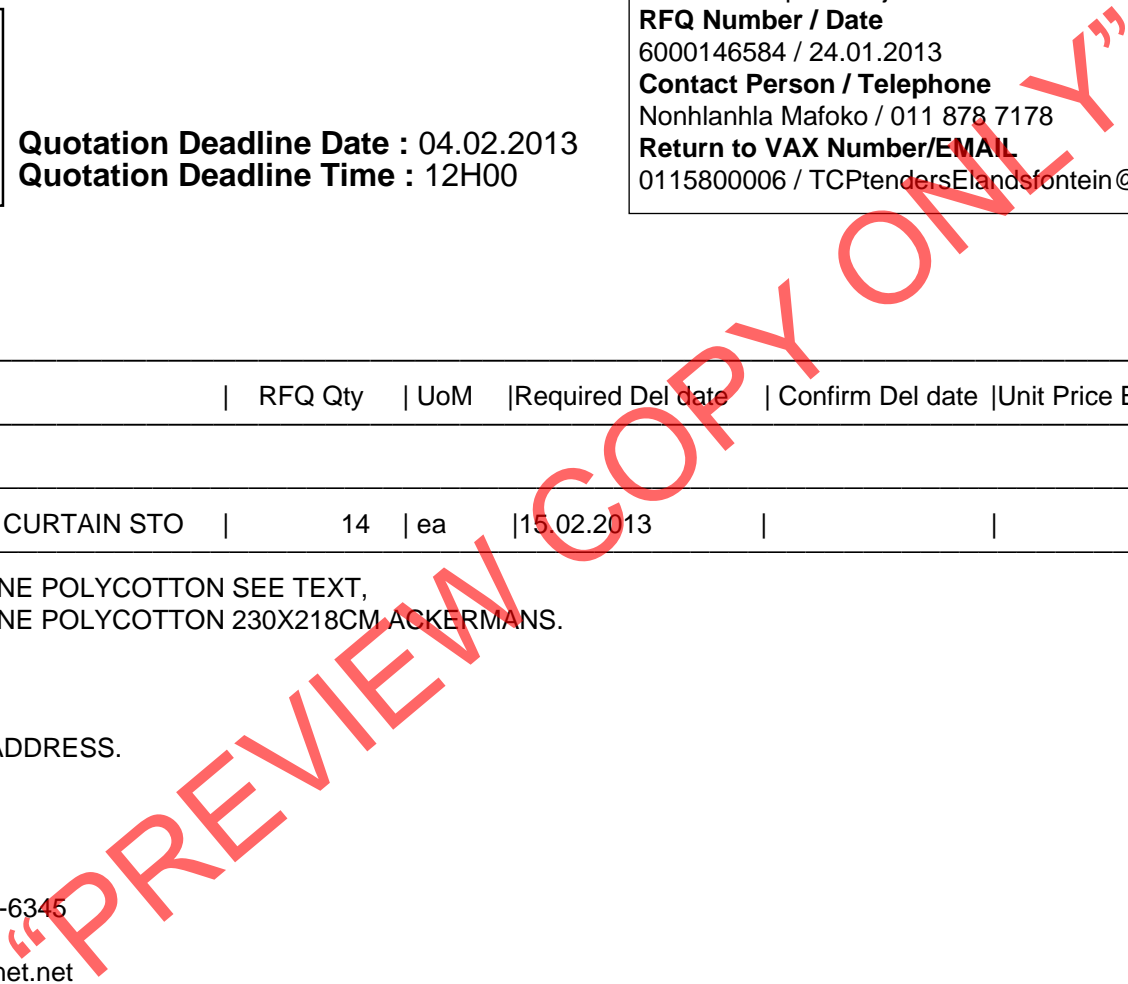 RFQ Number / Date
6000146584 / 24.01.2013
Contact Person / Telephone
Nonhlanhla Mafoko / 011 878 7178
Return to VAX Number/EMAIL
0115800006 / TCPtendersElandsfontein@
Quotation Deadline Date : 04.02.2013
Quotation Deadline Time : 12H00
| RFQ Qty | UoM |Required Del date | Confirm Del date |Unit Price E
CURTAIN STO | 14 | ea |15.02.2013 | |
NE POLYCOTTON SEE TEXT,
NE POLYCOTTON 230X218CM ACKERMANS.
ADDRESS.
-6345
net.net
“PREVIEW COPY ONLY”